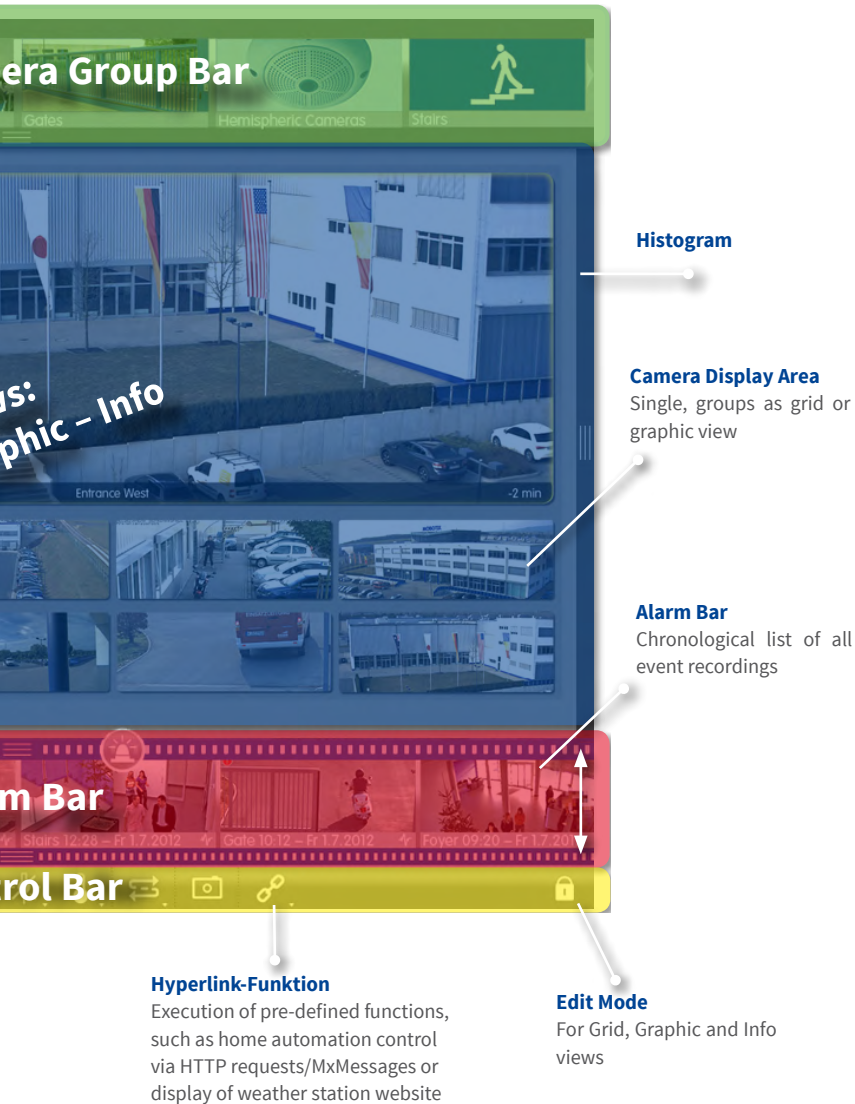 era Group Bar
Gates
Hemispheric Cameras
Stairs
Histogram
Camera Display Area
Single, groups as grid or
graphic view
ws:
phic – Info
Entrance West
-2 min
Alarm Bar
Chronological list of all
event recordings
m Bar
Stairs 12:28 – Fr 1.7.2012
Gate 10:12 – Fr 1.7.2012
Foyer 09:20 – Fr 1.7.201
trol Bar
Hyperlink-Funktion
Execution of pre-defined functions,
such as home automation control
via HTTP requests/MxMessages or
display of weather station website
Edit Mode
For Grid, Graphic and Info
views